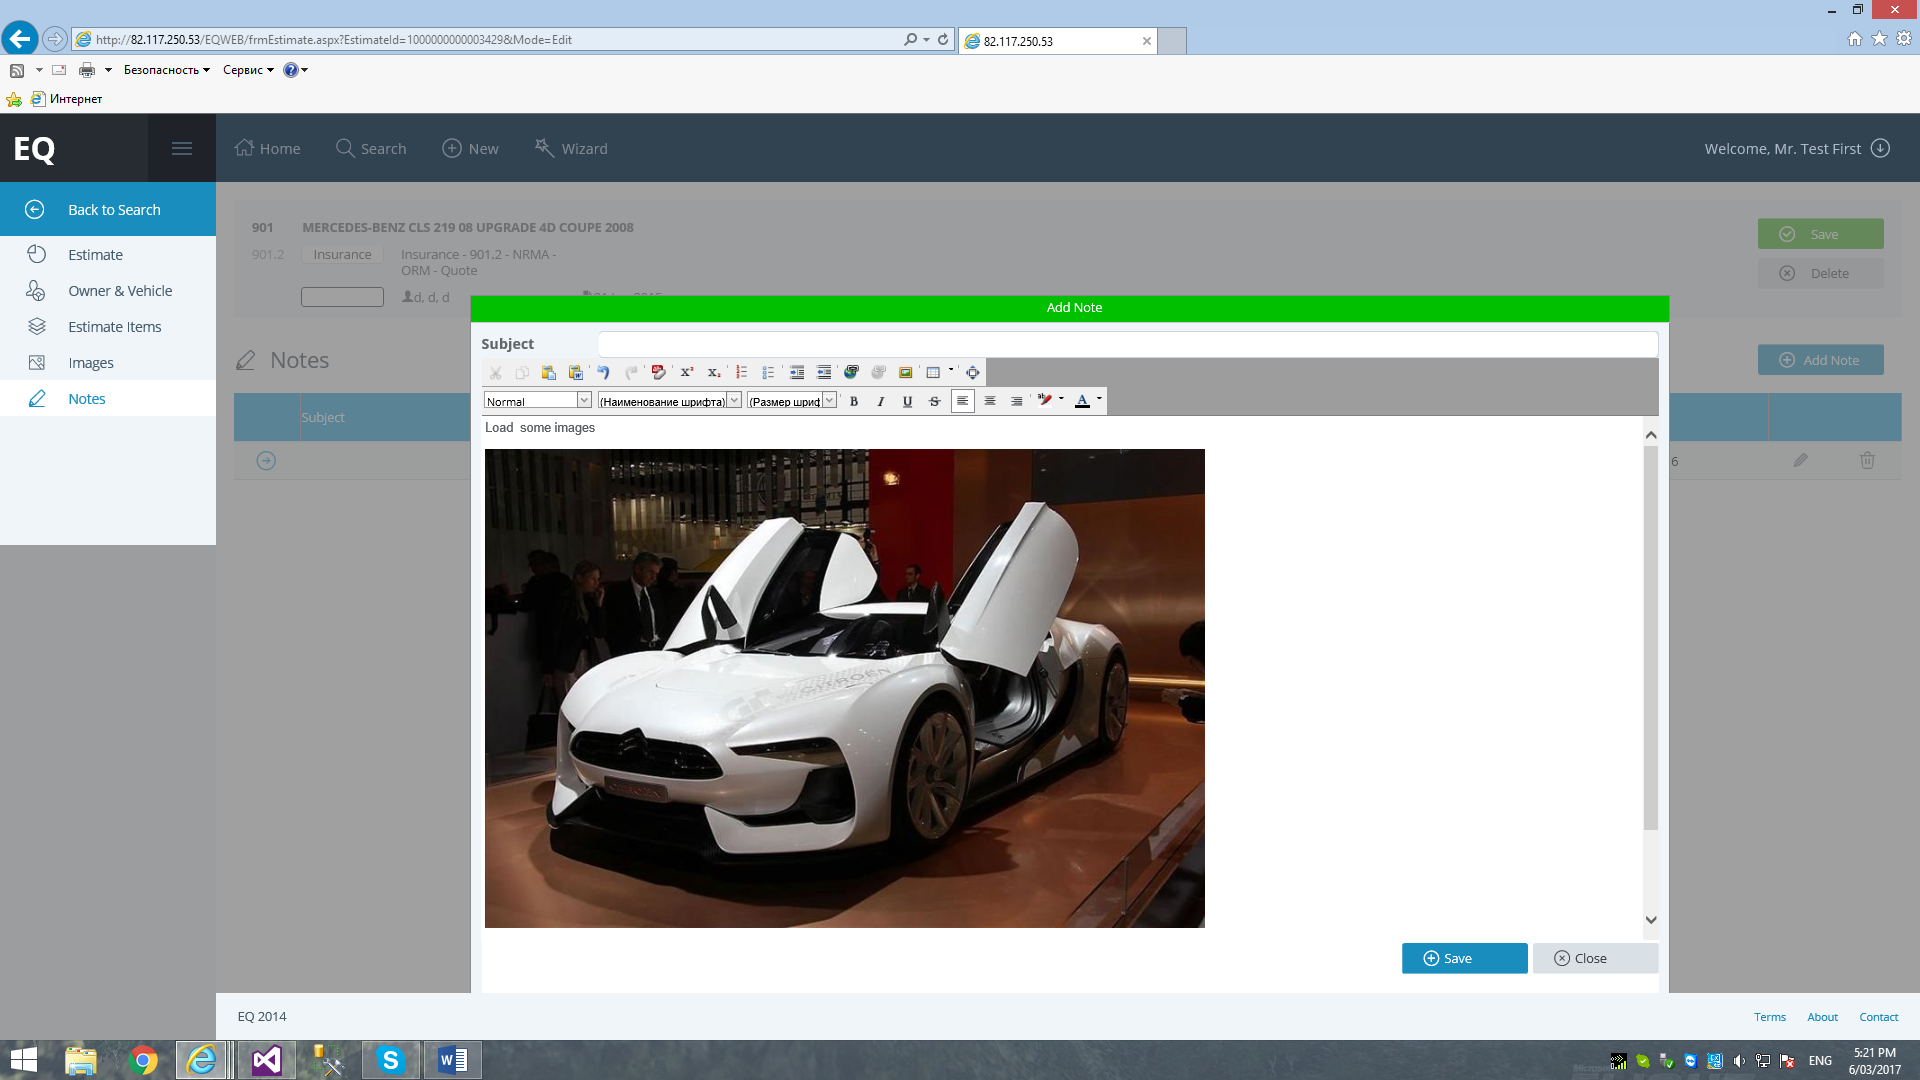 http://82.117.250.53/EQWEB/frmEstimate.aspx?EstimateId=1000000000003429&Mode=Edit
82.117.250.53
Безопасность Сервис
Интернет
EQ Home Search New Wizard Welcome, Mr. Test First
Back to Search
Estimate
Owner & Vehicle
Estimate Items
Images
Notes
901 MERCEDES-BENZ CLS 219 08 UPGRADE 4D COUPE 2008
901.2 Insurance Insurance - 901.2 - NRMA -
ORM - Quote
d, d, d
Save
Delete
Notes
Add Note
Subject
6
Add Note
Subject
Normal (Наименование шрифта) (Размер шриф
Load some images
CITROËN
Save Close
EQ 2014 Terms About Contact
ENG 5:21 PM
6/03/2017